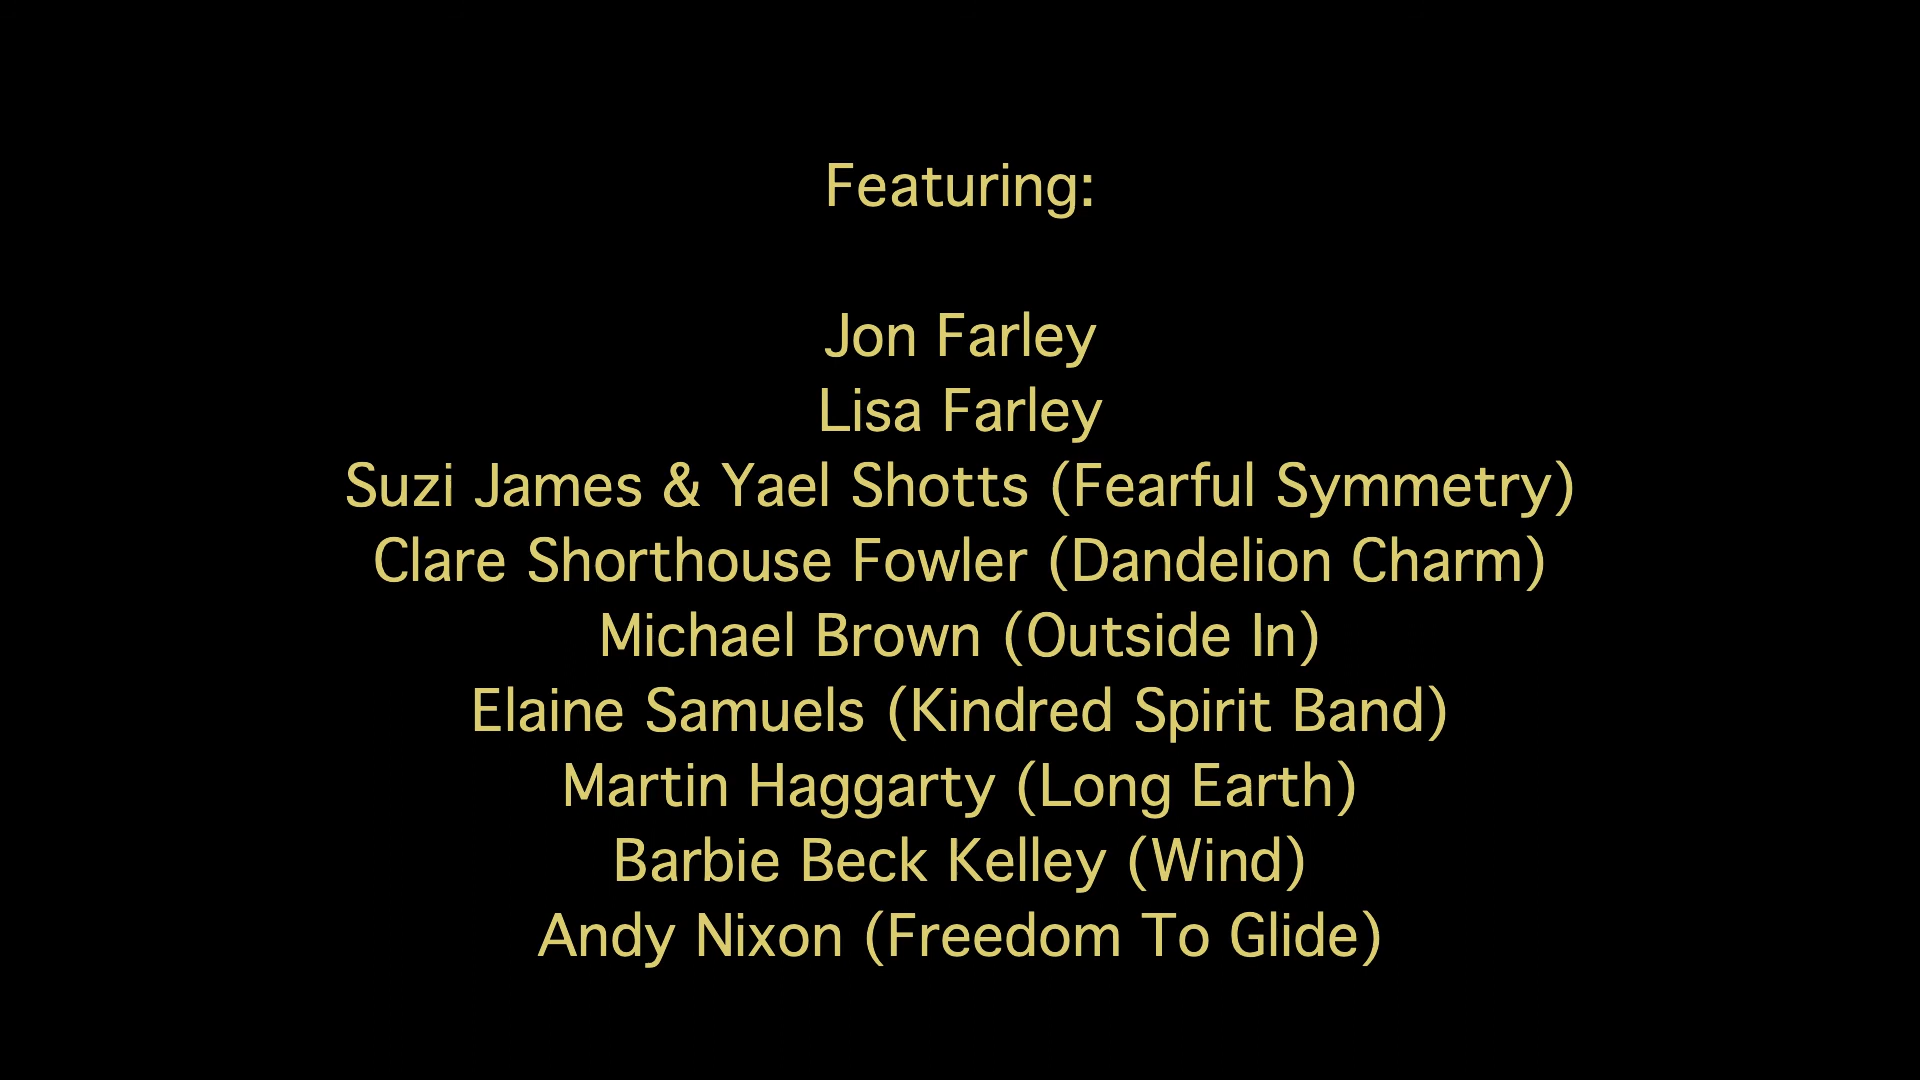 Featuring:
Jon Farley
Lisa Farley
Suzi James & Yael Shotts (Fearful Symmetry)
Clare Shorthouse Fowler (Dandelion Charm)
Michael Brown (Outside In)
Elaine Samuels (Kindred Spirit Band)
Martin Haggarty (Long Earth)
Barbie Beck Kelley (Wind)
Andy Nixon (Freedom To Glide)